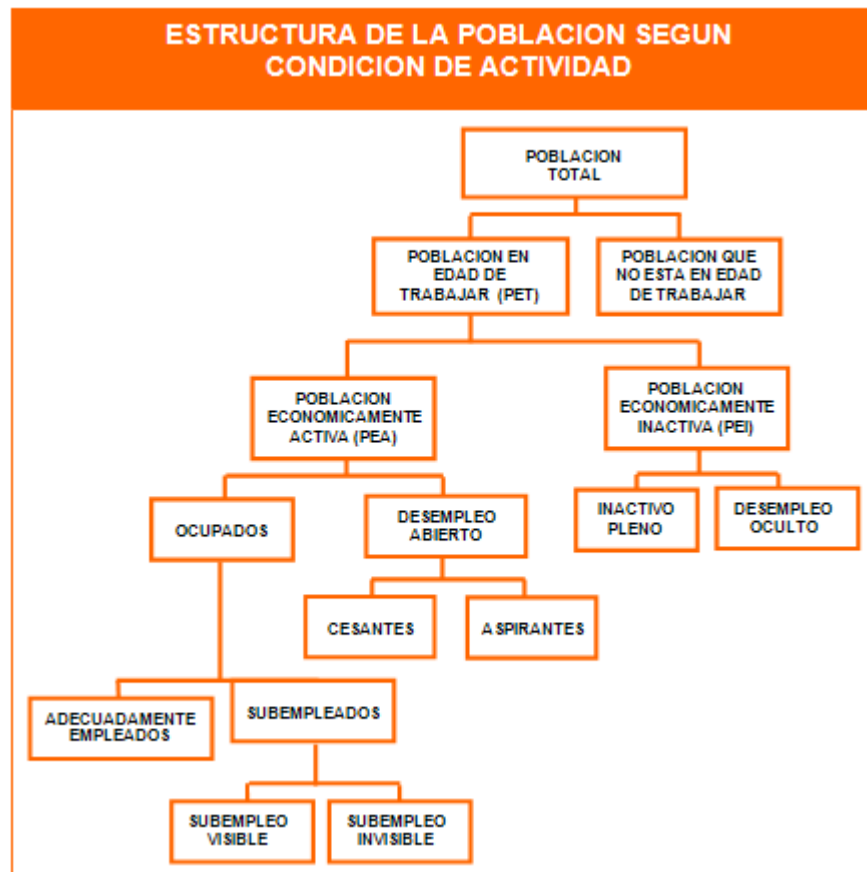 ESTRUCTURA DE LA POBLACION SEGUN
CONDICION DE ACTIVIDAD
POBLACION
TOTAL
POBLACION EN
EDAD DE
TRABAJAR (PET)
POBLACION QUE
NO ESTA EN EDAD
DE TRABAJAR
POBLACION
ECONOMICAMENTE
ACTIVA (PEA)
POBLACION
ECONOMICAMENTE
INACTIVA (PEI)
OCUPADOS
DESEMPLEO
ABIERTO
INACTIVO
PLENO
DESEMPLEO
OCULTO
CESANTES
ASPIRANTES
ADECUADAMENTE
EMPLEADOS
SUBEMPLEADOS
SUBEMPLEO
VISIBLE
SUBEMPLEO
INVISIBLE